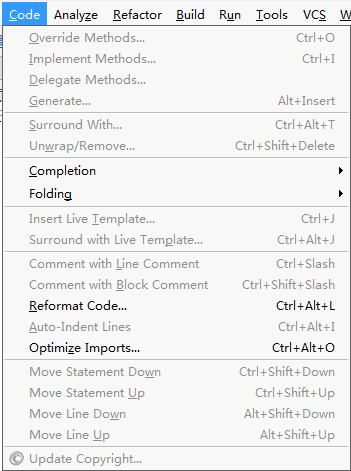 Code Analyze Refactor Build Run Tools VCS
Override Methods... Ctrl+O
Implement Methods... Ctrl+I
Delegate Methods...
Generate... Alt+Insert
Surround With... Ctrl+Alt+T
Unwrap/Remove... Ctrl+Shift+Delete
Completion
Folding
Insert Live Template... Ctrl+J
Surround with Live Template... Ctrl+Alt+J
Comment with Line Comment Ctrl+Slash
Comment with Block Comment Ctrl+Shift+Slash
Reformat Code... Ctrl+Alt+L
Auto-Indent Lines Ctrl+Alt+I
Optimize Imports... Ctrl+Alt+O
Move Statement Down Ctrl+Shift+Down
Move Statement Up Ctrl+Shift+Up
Move Line Down Alt+Shift+Down
Move Line Up Alt+Shift+Up
Update Copyright...